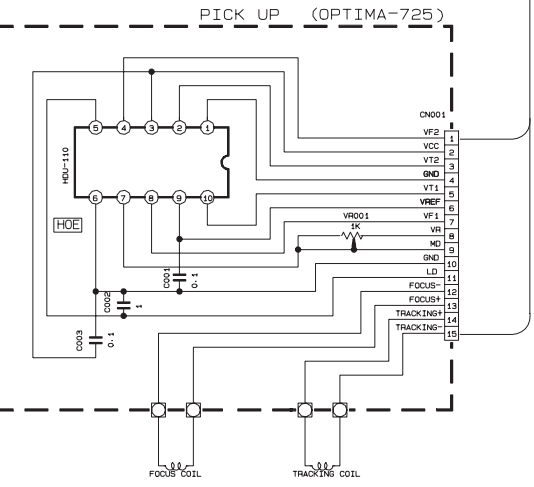 PICK UP (OPTIMA-725)
CN001
VF2 1
VCC 2
VT2 3
GND 4
VT1 5
VREF 6
VF1 7
VR 8
MD 9
GND 10
LD 11
FOCUS- 12
FOCUS+ 13
TRACKING+ 14
TRACKING- 15
5 4 3 2 1
HDU-110
6 7 8 9 10
HOE
VR001
1K
C001
0.1
C002
1
C003
0.1
FOCUS COIL
TRACKING COIL